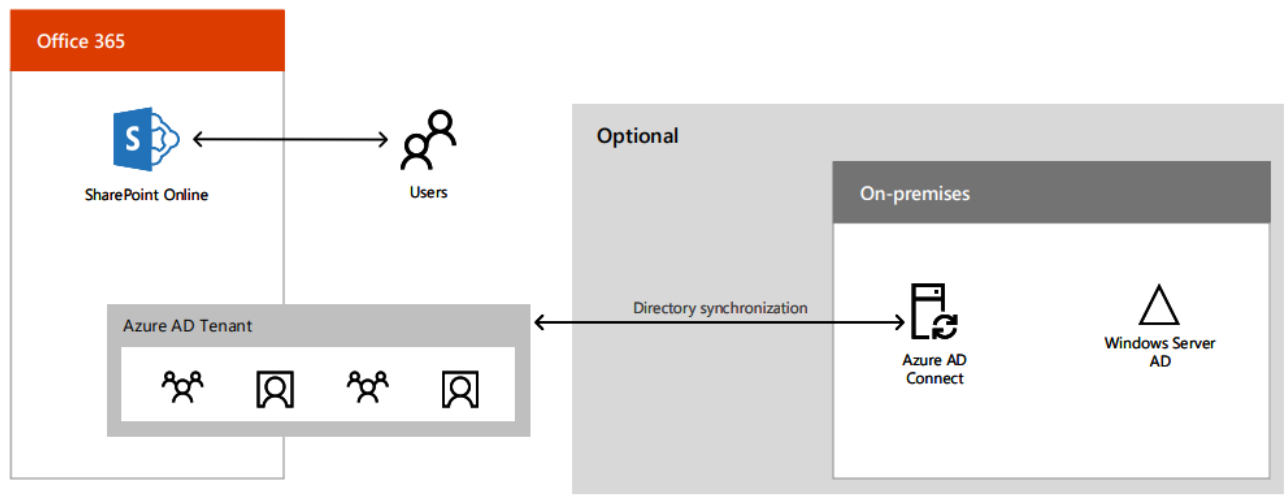 Office 365
S
SharePoint Online
Users
Optional
On-premises
Azure AD Tenant
Directory synchronization
Azure AD
Connect
Windows Server
AD